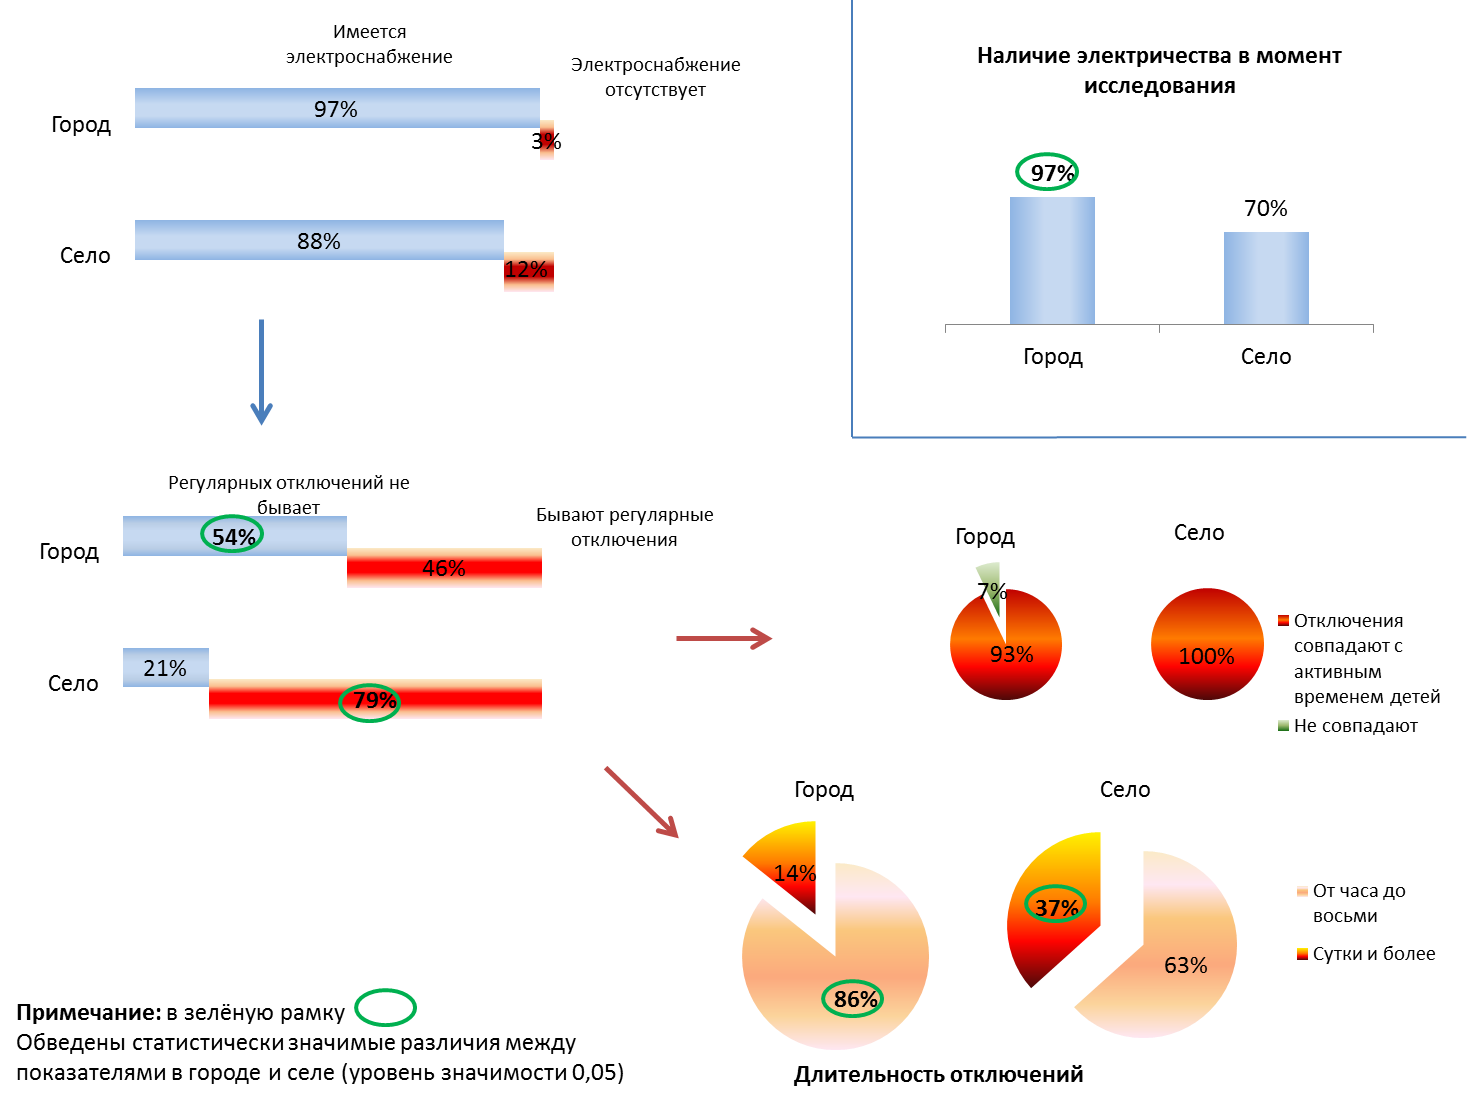 Имеется
электроснабжение
Электроснабжение
отсутствует
Город
97%
3%
Село
88%
12%
Наличие электричества в момент
исследования
97%
70%
Город
Село
Регулярных отключений не
бывает
Бывают регулярные
отключения
Город
54%
46%
Село
21%
79%
Город
Село
7%
93%
100%
Отключения
совпадают с
активным
временем детей
Не совпадают
Город
Село
14%
86%
37%
63%
От часа до
восьми
Сутки и более
Длительность отключений
Примечание: в зелёную рамку
Обведены статистически значимые различия между
показателями в городе и селе (уровень значимости 0,05)